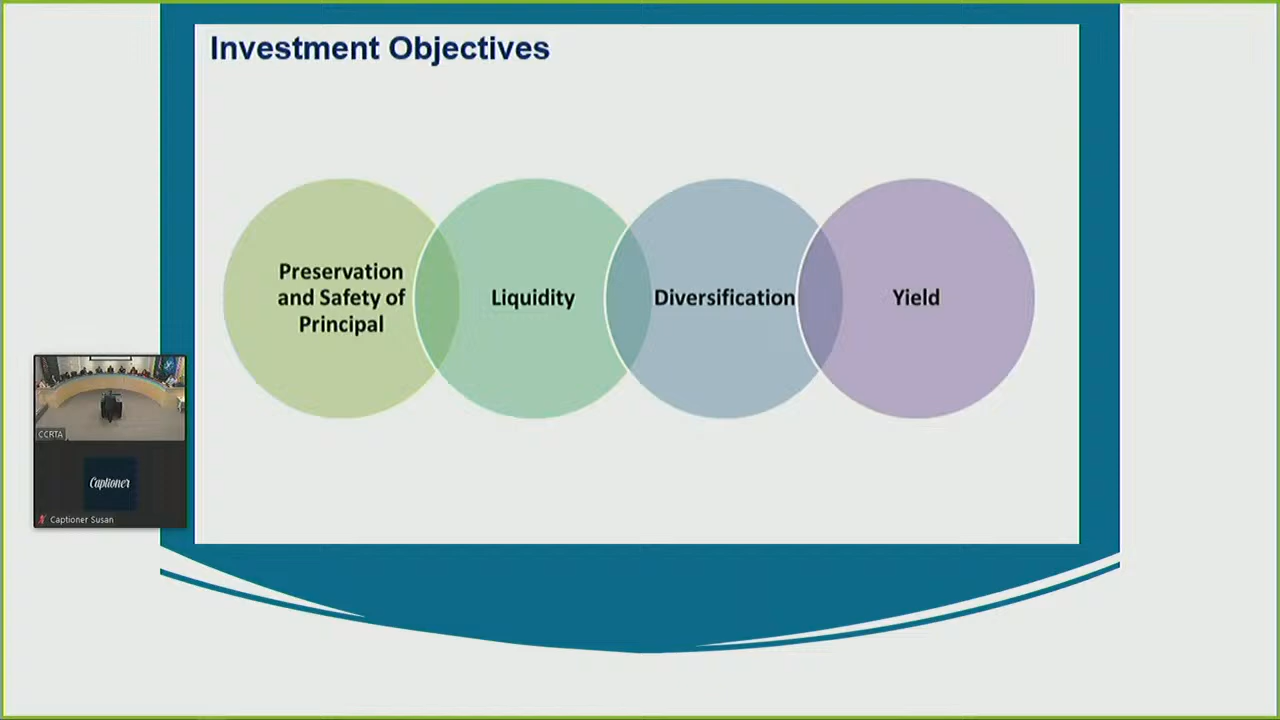 Investment Objectives
Preservation
and Safety of
Principal
Liquidity
Diversification
Yield
CCRTA
Captioner
Captioner Susan